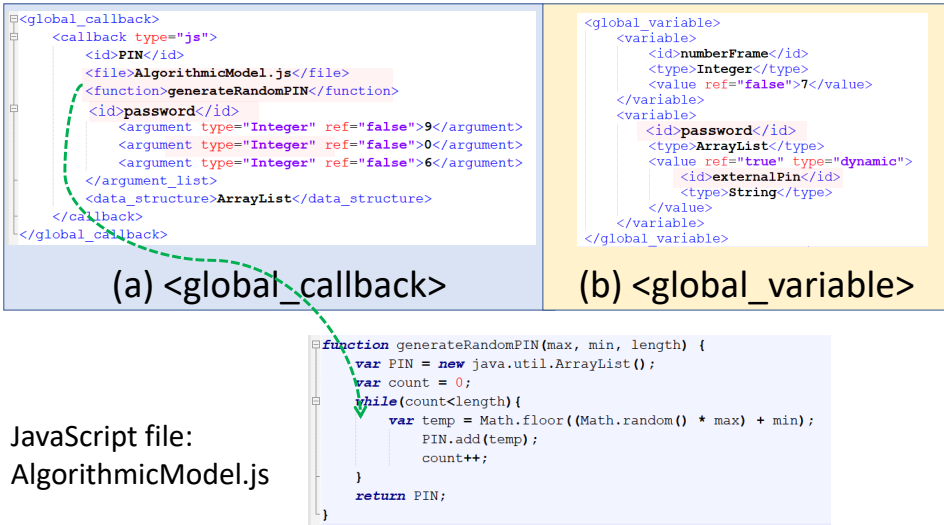 <global_callback>
<callback type="js">
<id>PIN</id>
<file>AlgorithmicModel.js</file>
<function>generateRandomPIN</function>
<id>password</id>
<argument type="Integer" ref="false">9</argument>
<argument type="Integer" ref="false">0</argument>
<argument type="Integer" ref="false">6</argument>
</argument_list>
<data_structure>ArrayList</data_structure>
</callback>
</global_callback>
(a) <global_callback>
<global_variable>
<variable>
<id>numberFrame</id>
<type>Integer</type>
<value ref="false">7</value>
</variable>
<variable>
<id>password</id>
<type>ArrayList</type>
<value ref="true" type="dynamic">
<id>externalPin</id>
<type>String</type>
</value>
</variable>
</global_variable>
(b) <global_variable>
function generateRandomPIN(max, min, length) {
var PIN = new java.util.ArrayList();
var count = 0;
while(count<length){
var temp = Math.floor((Math.random() * max) + min);
PIN.add(temp);
count++;
}
return PIN;
}
JavaScript file:
AlgorithmicModel.js